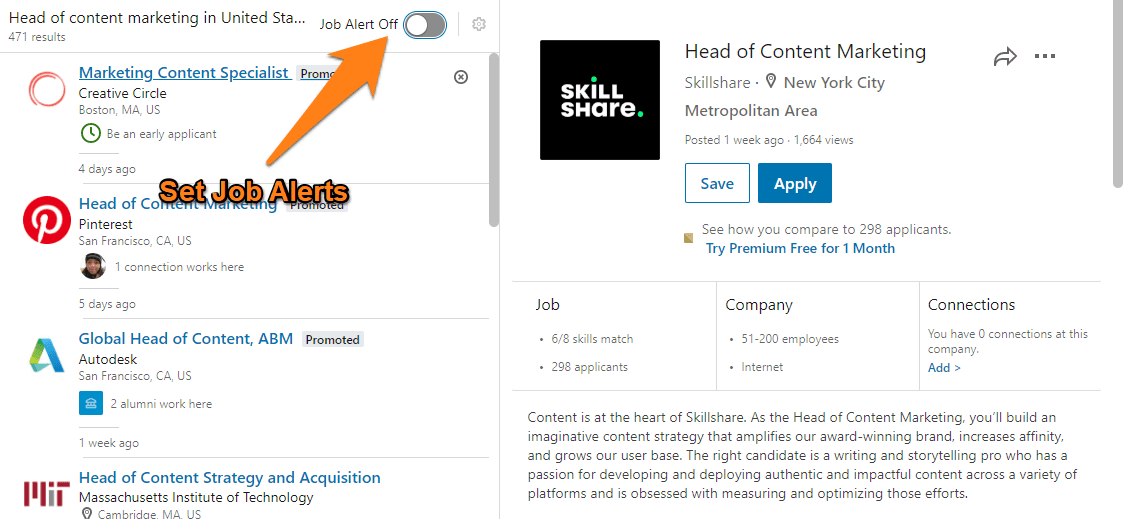 Head of content marketing in United Sta...
471 results
Job Alert Off
Marketing Content Specialist Promo
Creative Circle
Boston, MA, US
Be an early applicant
4 days ago
Set Job Alerts
Head of Content Marketing Promoted
Pinterest
San Francisco, CA, US
1 connection works here
5 days ago
Global Head of Content, ABM Promoted
Autodesk
San Francisco, CA, US
2 alumni work here
1 week ago
Head of Content Strategy and Acquisition
MIT
Massachusetts Institute of Technology
Cambridge, MA, US
SKiLL
SHare.
Head of Content Marketing
Skillshare · New York City
Metropolitan Area
Posted 1 week ago · 1,664 views
Save Apply
See how you compare to 298 applicants.
Try Premium Free for 1 Month
Job
• 6/8 skills match
• 298 applicants
Company
• 51-200 employees
• Internet
Connections
You have 0 connections at this
company.
Add >
Content is at the heart of Skillshare. As the Head of Content Marketing, you'll build an
imaginative content strategy that amplifies our award-winning brand, increases affinity,
and grows our user base. The right candidate is a writing and storytelling pro who has a
passion for developing and deploying authentic and impactful content across a variety of
platforms and is obsessed with measuring and optimizing those efforts.